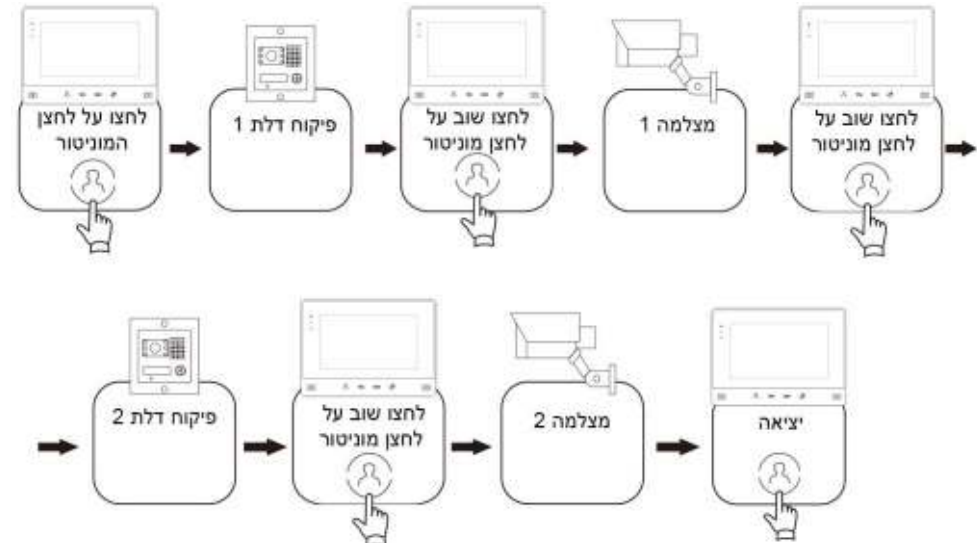 לחצו על לחצן
המוניטור
פיקוח דלת 1
לחצו שוב על
לחצן מוניטור
מצלמה 1
לחצו שוב על
לחצן מוניטור
פיקוח דלת 2
לחצו שוב על
לחצן מוניטור
מצלמה 2
יציאה